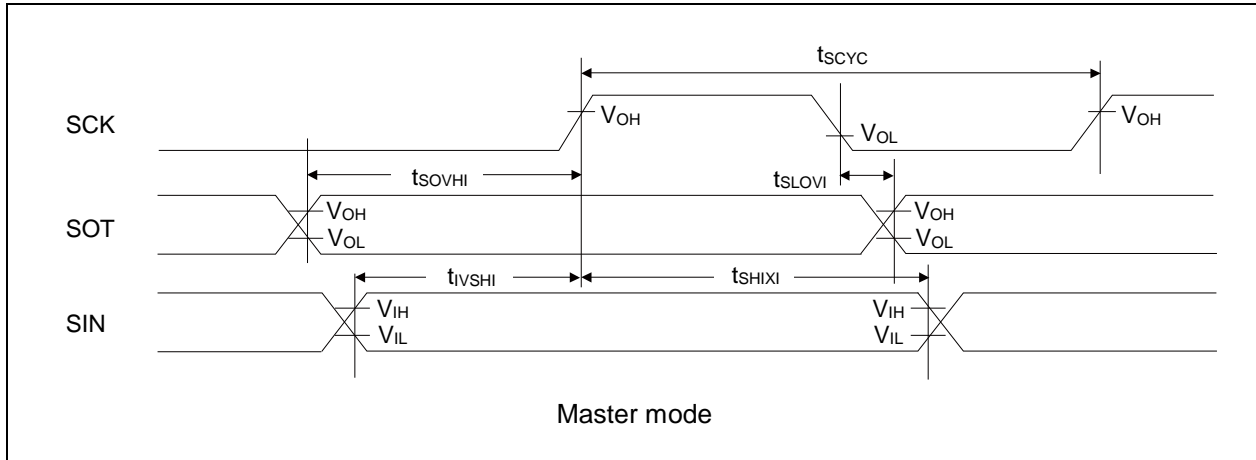 tSCYC
SCK
VOH
VOL
VOH
tSOVHI
tSLOVI
SOT
VOH
VOL
VOH
VOL
tIVSHI
tSHIXI
SIN
VIH
VIL
VIH
VIL
Master mode